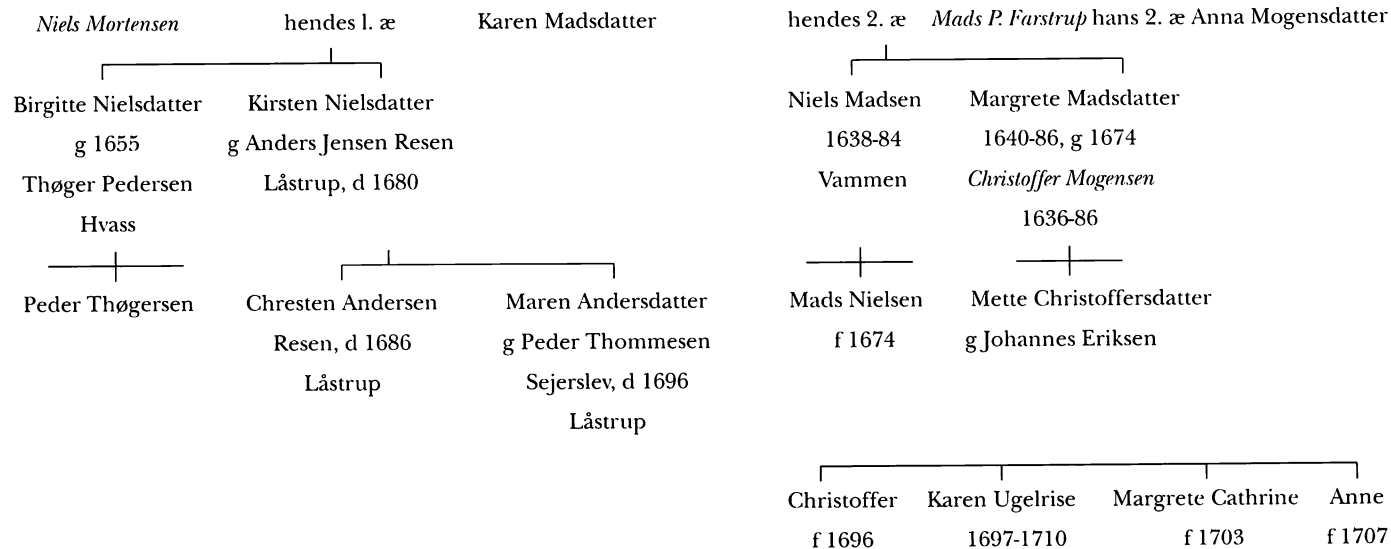 Niels Mortensen hendes l. æ Karen Madsdatter hendes 2. æ Mads P. Farstrup hans 2. æ Anna Mogensdatter
Birgitte Nielsdatter Kirsten Nielsdatter Niels Madsen Margrete Madsdatter
g 1655 g Anders Jensen Resen 1638-84 1640-86, g 1674
Thøger Pedersen Låstrup, d 1680 Vammen Christoffer Mogensen
Hvass 1636-86
Peder Thøgersen Chresten Andersen Maren Andersdatter Mads Nielsen Mette Christoffersdatter
Resen, d 1686 g Peder Thommesen f 1674 g Johannes Eriksen
Låstrup Sejerslev, d 1696
Låstrup
Christoffer Karen Ugelrise Margrete Cathrine Anne
f 1696 1697-1710 f 1703 f 1707